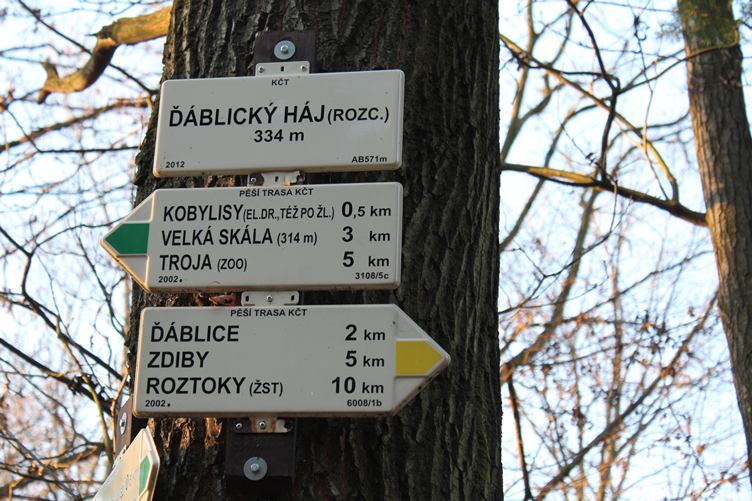 KČT
ĎÁBLICKÝ HÁJ (ROZC.)
334 m
2012 AB571m
PĚŠÍ TRASA KČT
KOBYLISY (EL.DR.,TÉŽ PO ŽL.) 0,5 km
VELKÁ SKÁLA (314 m) 3 km
TROJA (ZOO) 5 km
2002. 3108/5c
PĚŠÍ TRASA KČT
ĎÁBLICE 2 km
ZDIBY 5 km
ROZTOKY (ŽST) 10 km
2002. 6008/1b